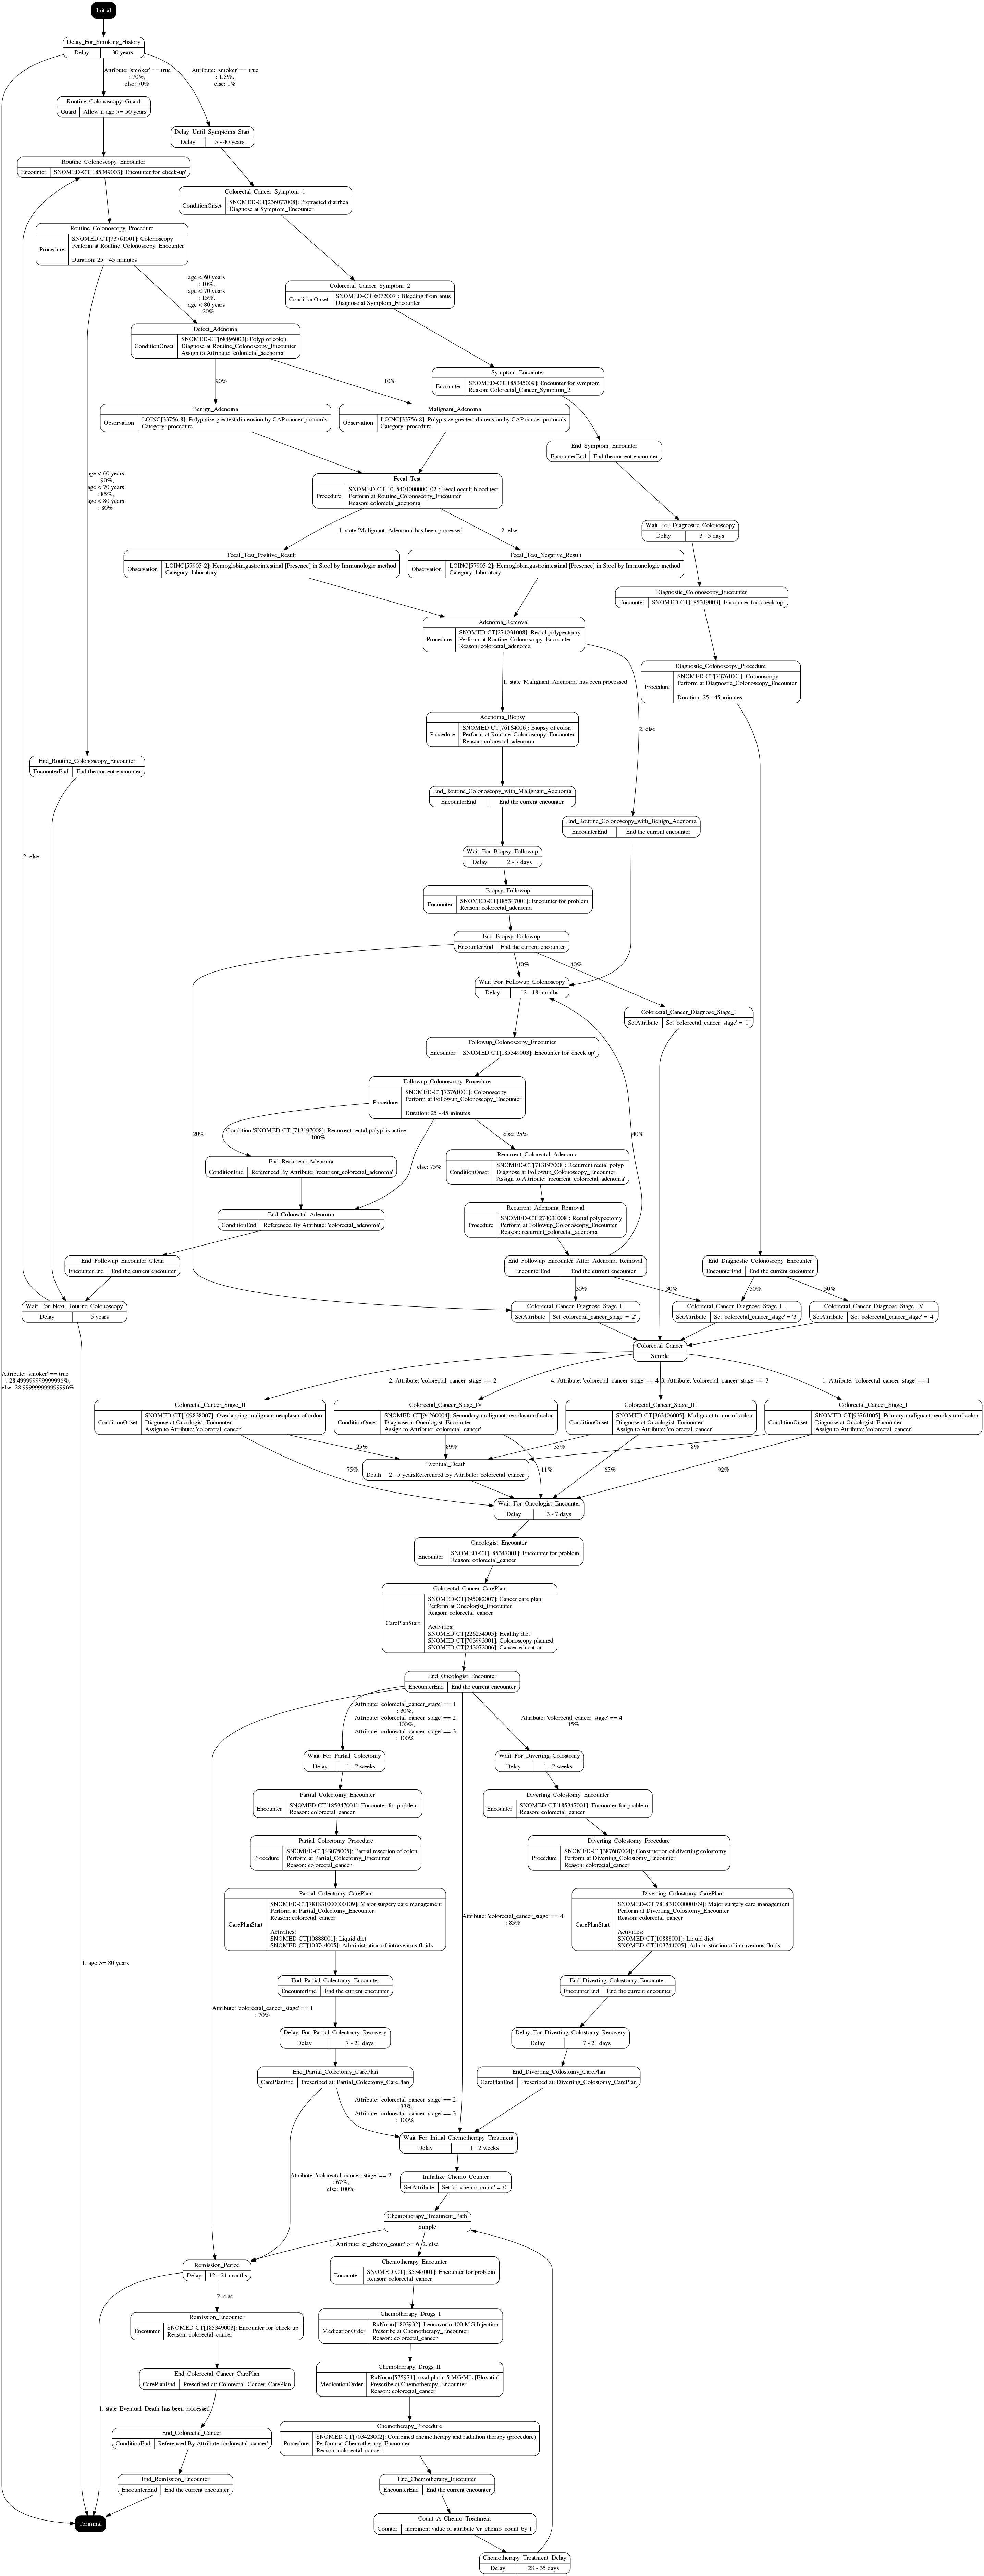 Initial
Delay_For_Smoking_History
Delay 30 years
Attribute: 'smoker' == true
: 70%,
else: 70%
Attribute: 'smoker' == true
: 1.5%,
else: 1%
Routine_Colonoscopy_Guard
Guard Allow if age >= 50 years
Delay_Until_Symptoms_Start
Delay 5 - 40 years
Routine_Colonoscopy_Encounter
Encounter SNOMED-CT[185349003]: Encounter for 'check-up'
Colorectal_Cancer_Symptom_1
ConditionOnset SNOMED-CT[236077008]: Protracted diarrhea
Diagnose at Symptom_Encounter
Routine_Colonoscopy_Procedure
Procedure SNOMED-CT[73761001]: Colonoscopy
Perform at Routine_Colonoscopy_Encounter
Duration: 25 - 45 minutes
age < 60 years
: 10%,
age < 70 years
: 15%,
age < 80 years
: 20%
Colorectal_Cancer_Symptom_2
ConditionOnset SNOMED-CT[6072007]: Bleeding from anus
Diagnose at Symptom_Encounter
Detect_Adenoma
ConditionOnset SNOMED-CT[68496003]: Polyp of colon
Diagnose at Routine_Colonoscopy_Encounter
Assign to Attribute: 'colorectal_adenoma'
Symptom_Encounter
Encounter SNOMED-CT[185345009]: Encounter for symptom
Reason: Colorectal_Cancer_Symptom_2
90%
10%
Benign_Adenoma
Observation LOINC[33756-8]: Polyp size greatest dimension by CAP cancer protocols
Category: procedure
Malignant_Adenoma
Observation LOINC[33756-8]: Polyp size greatest dimension by CAP cancer protocols
Category: procedure
End_Symptom_Encounter
EncounterEnd End the current encounter
age < 60 years
: 90%,
age < 70 years
: 85%,
age < 80 years
: 80%
Fecal_Test
Procedure SNOMED-CT[1015401000000102]: Fecal occult blood test
Perform at Routine_Colonoscopy_Encounter
Reason: colorectal_adenoma
Wait_For_Diagnostic_Colonoscopy
Delay 3 - 5 days
1. state 'Malignant_Adenoma' has been processed
2. else
Fecal_Test_Positive_Result
Observation LOINC[57905-2]: Hemoglobin.gastrointestinal [Presence] in Stool by Immunologic method
Category: laboratory
Fecal_Test_Negative_Result
Observation LOINC[57905-2]: Hemoglobin.gastrointestinal [Presence] in Stool by Immunologic method
Category: laboratory
Diagnostic_Colonoscopy_Encounter
Encounter SNOMED-CT[185349003]: Encounter for 'check-up'
Adenoma_Removal
Procedure SNOMED-CT[274031008]: Rectal polypectomy
Perform at Routine_Colonoscopy_Encounter
Reason: colorectal_adenoma
Diagnostic_Colonoscopy_Procedure
Procedure SNOMED-CT[73761001]: Colonoscopy
Perform at Diagnostic_Colonoscopy_Encounter
Duration: 25 - 45 minutes
1. state 'Malignant_Adenoma' has been processed
2. else
Adenoma_Biopsy
Procedure SNOMED-CT[76164006]: Biopsy of colon
Perform at Routine_Colonoscopy_Encounter
Reason: colorectal_adenoma
End_Routine_Colonoscopy_Encounter
EncounterEnd End the current encounter
End_Routine_Colonoscopy_with_Malignant_Adenoma
EncounterEnd End the current encounter
End_Routine_Colonoscopy_with_Benign_Adenoma
EncounterEnd End the current encounter
2. else
Wait_For_Biopsy_Followup
Delay 2 - 7 days
Biopsy_Followup
Encounter SNOMED-CT[185347001]: Encounter for problem
Reason: colorectal_adenoma
End_Biopsy_Followup
EncounterEnd End the current encounter
40%
40%
Wait_For_Followup_Colonoscopy
Delay 12 - 18 months
Colorectal_Cancer_Diagnose_Stage_I
SetAttribute Set 'colorectal_cancer_stage' = '1'
Followup_Colonoscopy_Encounter
Encounter SNOMED-CT[185349003]: Encounter for 'check-up'
Followup_Colonoscopy_Procedure
Procedure SNOMED-CT[73761001]: Colonoscopy
Perform at Followup_Colonoscopy_Encounter
Duration: 25 - 45 minutes
20%
Condition 'SNOMED-CT [713197008]: Recurrent rectal polyp' is active
: 100%
else: 25%
40%
else: 75%
End_Recurrent_Adenoma
ConditionEnd Referenced By Attribute: 'recurrent_colorectal_adenoma'
Recurrent_Colorectal_Adenoma
ConditionOnset SNOMED-CT[713197008]: Recurrent rectal polyp
Diagnose at Followup_Colonoscopy_Encounter
Assign to Attribute: 'recurrent_colorectal_adenoma'
End_Colorectal_Adenoma
ConditionEnd Referenced By Attribute: 'colorectal_adenoma'
Recurrent_Adenoma_Removal
Procedure SNOMED-CT[274031008]: Rectal polypectomy
Perform at Followup_Colonoscopy_Encounter
Reason: recurrent_colorectal_adenoma
End_Followup_Encounter_Clean
EncounterEnd End the current encounter
End_Followup_Encounter_After_Adenoma_Removal
EncounterEnd End the current encounter
End_Diagnostic_Colonoscopy_Encounter
EncounterEnd End the current encounter
30%
30%
50%
50%
Wait_For_Next_Routine_Colonoscopy
Delay 5 years
Colorectal_Cancer_Diagnose_Stage_II
SetAttribute Set 'colorectal_cancer_stage' = '2'
Colorectal_Cancer_Diagnose_Stage_III
SetAttribute Set 'colorectal_cancer_stage' = '3'
Colorectal_Cancer_Diagnose_Stage_IV
SetAttribute Set 'colorectal_cancer_stage' = '4'
Colorectal_Cancer
Simple
Attribute: 'smoker' == true
: 28.499999999999996%,
else: 28.999999999999996%
2. Attribute: 'colorectal_cancer_stage' == 2
4. Attribute: 'colorectal_cancer_stage' == 4
3. Attribute: 'colorectal_cancer_stage' == 3
1. Attribute: 'colorectal_cancer_stage' == 1
Colorectal_Cancer_Stage_II
ConditionOnset SNOMED-CT[109838007]: Overlapping malignant neoplasm of colon
Diagnose at Oncologist_Encounter
Assign to Attribute: 'colorectal_cancer'
Colorectal_Cancer_Stage_IV
ConditionOnset SNOMED-CT[94260004]: Secondary malignant neoplasm of colon
Diagnose at Oncologist_Encounter
Assign to Attribute: 'colorectal_cancer'
Colorectal_Cancer_Stage_III
ConditionOnset SNOMED-CT[363406005]: Malignant tumor of colon
Diagnose at Oncologist_Encounter
Assign to Attribute: 'colorectal_cancer'
Colorectal_Cancer_Stage_I
ConditionOnset SNOMED-CT[93761005]: Primary malignant neoplasm of colon
Diagnose at Oncologist_Encounter
Assign to Attribute: 'colorectal_cancer'
25%
89%
35%
8%
Eventual_Death
Death 2 - 5 yearsReferenced By Attribute: 'colorectal_cancer'
75%
11%
65%
92%
Wait_For_Oncologist_Encounter
Delay 3 - 7 days
Oncologist_Encounter
Encounter SNOMED-CT[185347001]: Encounter for problem
Reason: colorectal_cancer
Colorectal_Cancer_CarePlan
CarePlanStart SNOMED-CT[395082007]: Cancer care plan
Perform at Oncologist_Encounter
Reason: colorectal_cancer
Activities:
SNOMED-CT[226234005]: Healthy diet
SNOMED-CT[703993001]: Colonoscopy planned
SNOMED-CT[243072006]: Cancer education
End_Oncologist_Encounter
EncounterEnd End the current encounter
Attribute: 'colorectal_cancer_stage' == 1
: 30%,
Attribute: 'colorectal_cancer_stage' == 2
: 100%,
Attribute: 'colorectal_cancer_stage' == 3
: 100%
Attribute: 'colorectal_cancer_stage' == 4
: 15%
Wait_For_Partial_Colectomy
Delay 1 - 2 weeks
Wait_For_Diverting_Colostomy
Delay 1 - 2 weeks
Partial_Colectomy_Encounter
Encounter SNOMED-CT[185347001]: Encounter for problem
Reason: colorectal_cancer
Diverting_Colostomy_Encounter
Encounter SNOMED-CT[185347001]: Encounter for problem
Reason: colorectal_cancer
Partial_Colectomy_Procedure
Procedure SNOMED-CT[43075005]: Partial resection of colon
Perform at Partial_Colectomy_Encounter
Reason: colorectal_cancer
Diverting_Colostomy_Procedure
Procedure SNOMED-CT[387607004]: Construction of diverting colostomy
Perform at Diverting_Colostomy_Encounter
Reason: colorectal_cancer
Partial_Colectomy_CarePlan
CarePlanStart SNOMED-CT[781831000000109]: Major surgery care management
Perform at Partial_Colectomy_Encounter
Reason: colorectal_cancer
Activities:
SNOMED-CT[10888001]: Liquid diet
SNOMED-CT[103744005]: Administration of intravenous fluids
Attribute: 'colorectal_cancer_stage' == 4
: 85%
Diverting_Colostomy_CarePlan
CarePlanStart SNOMED-CT[781831000000109]: Major surgery care management
Perform at Diverting_Colostomy_Encounter
Reason: colorectal_cancer
Activities:
SNOMED-CT[10888001]: Liquid diet
SNOMED-CT[103744005]: Administration of intravenous fluids
1. age >= 80 years
End_Partial_Colectomy_Encounter
EncounterEnd End the current encounter
End_Diverting_Colostomy_Encounter
EncounterEnd End the current encounter
Attribute: 'colorectal_cancer_stage' == 1
: 70%
Delay_For_Partial_Colectomy_Recovery
Delay 7 - 21 days
Delay_For_Diverting_Colostomy_Recovery
Delay 7 - 21 days
End_Partial_Colectomy_CarePlan
CarePlanEnd Prescribed at: Partial_Colectomy_CarePlan
End_Diverting_Colostomy_CarePlan
CarePlanEnd Prescribed at: Diverting_Colostomy_CarePlan
Attribute: 'colorectal_cancer_stage' == 2
: 33%,
Attribute: 'colorectal_cancer_stage' == 3
: 100%
Wait_For_Initial_Chemotherapy_Treatment
Delay 1 - 2 weeks
Attribute: 'colorectal_cancer_stage' == 2
: 67%,
else: 100%
Initialize_Chemo_Counter
SetAttribute Set 'cr_chemo_count' = '0'
Chemotherapy_Treatment_Path
Simple
1. Attribute: 'cr_chemo_count' >= 6
2. else
Remission_Period
Delay 12 - 24 months
Chemotherapy_Encounter
Encounter SNOMED-CT[185347001]: Encounter for problem
Reason: colorectal_cancer
2. else
Remission_Encounter
Encounter SNOMED-CT[185349003]: Encounter for 'check-up'
Reason: colorectal_cancer
Chemotherapy_Drugs_I
MedicationOrder RxNorm[1803932]: Leucovorin 100 MG Injection
Prescribe at Chemotherapy_Encounter
Reason: colorectal_cancer
End_Colorectal_Cancer_CarePlan
CarePlanEnd Prescribed at: Colorectal_Cancer_CarePlan
Chemotherapy_Drugs_II
MedicationOrder RxNorm[575971]: oxaliplatin 5 MG/ML [Eloxatin]
Prescribe at Chemotherapy_Encounter
Reason: colorectal_cancer
1. state 'Eventual_Death' has been processed
End_Colorectal_Cancer
ConditionEnd Referenced By Attribute: 'colorectal_cancer'
Chemotherapy_Procedure
Procedure SNOMED-CT[703423002]: Combined chemotherapy and radiation therapy (procedure)
Perform at Chemotherapy_Encounter
Reason: colorectal_cancer
End_Remission_Encounter
EncounterEnd End the current encounter
End_Chemotherapy_Encounter
EncounterEnd End the current encounter
Terminal
Count_A_Chemo_Treatment
Counter increment value of attribute 'cr_chemo_count' by 1
Chemotherapy_Treatment_Delay
Delay 28 - 35 days